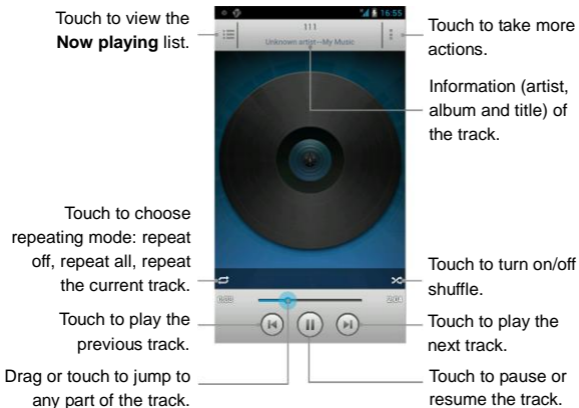 Touch to view the
Now playing list.
16:55
111
Unknown artist--My Music
Touch to take more
actions.
Information (artist,
album and title) of
the track.
Touch to choose
repeating mode: repeat
off, repeat all, repeat
the current track.
Touch to turn on/off
shuffle.
Touch to play the
previous track.
Touch to play the
next track.
Drag or touch to jump to
any part of the track.
Touch to pause or
resume the track.